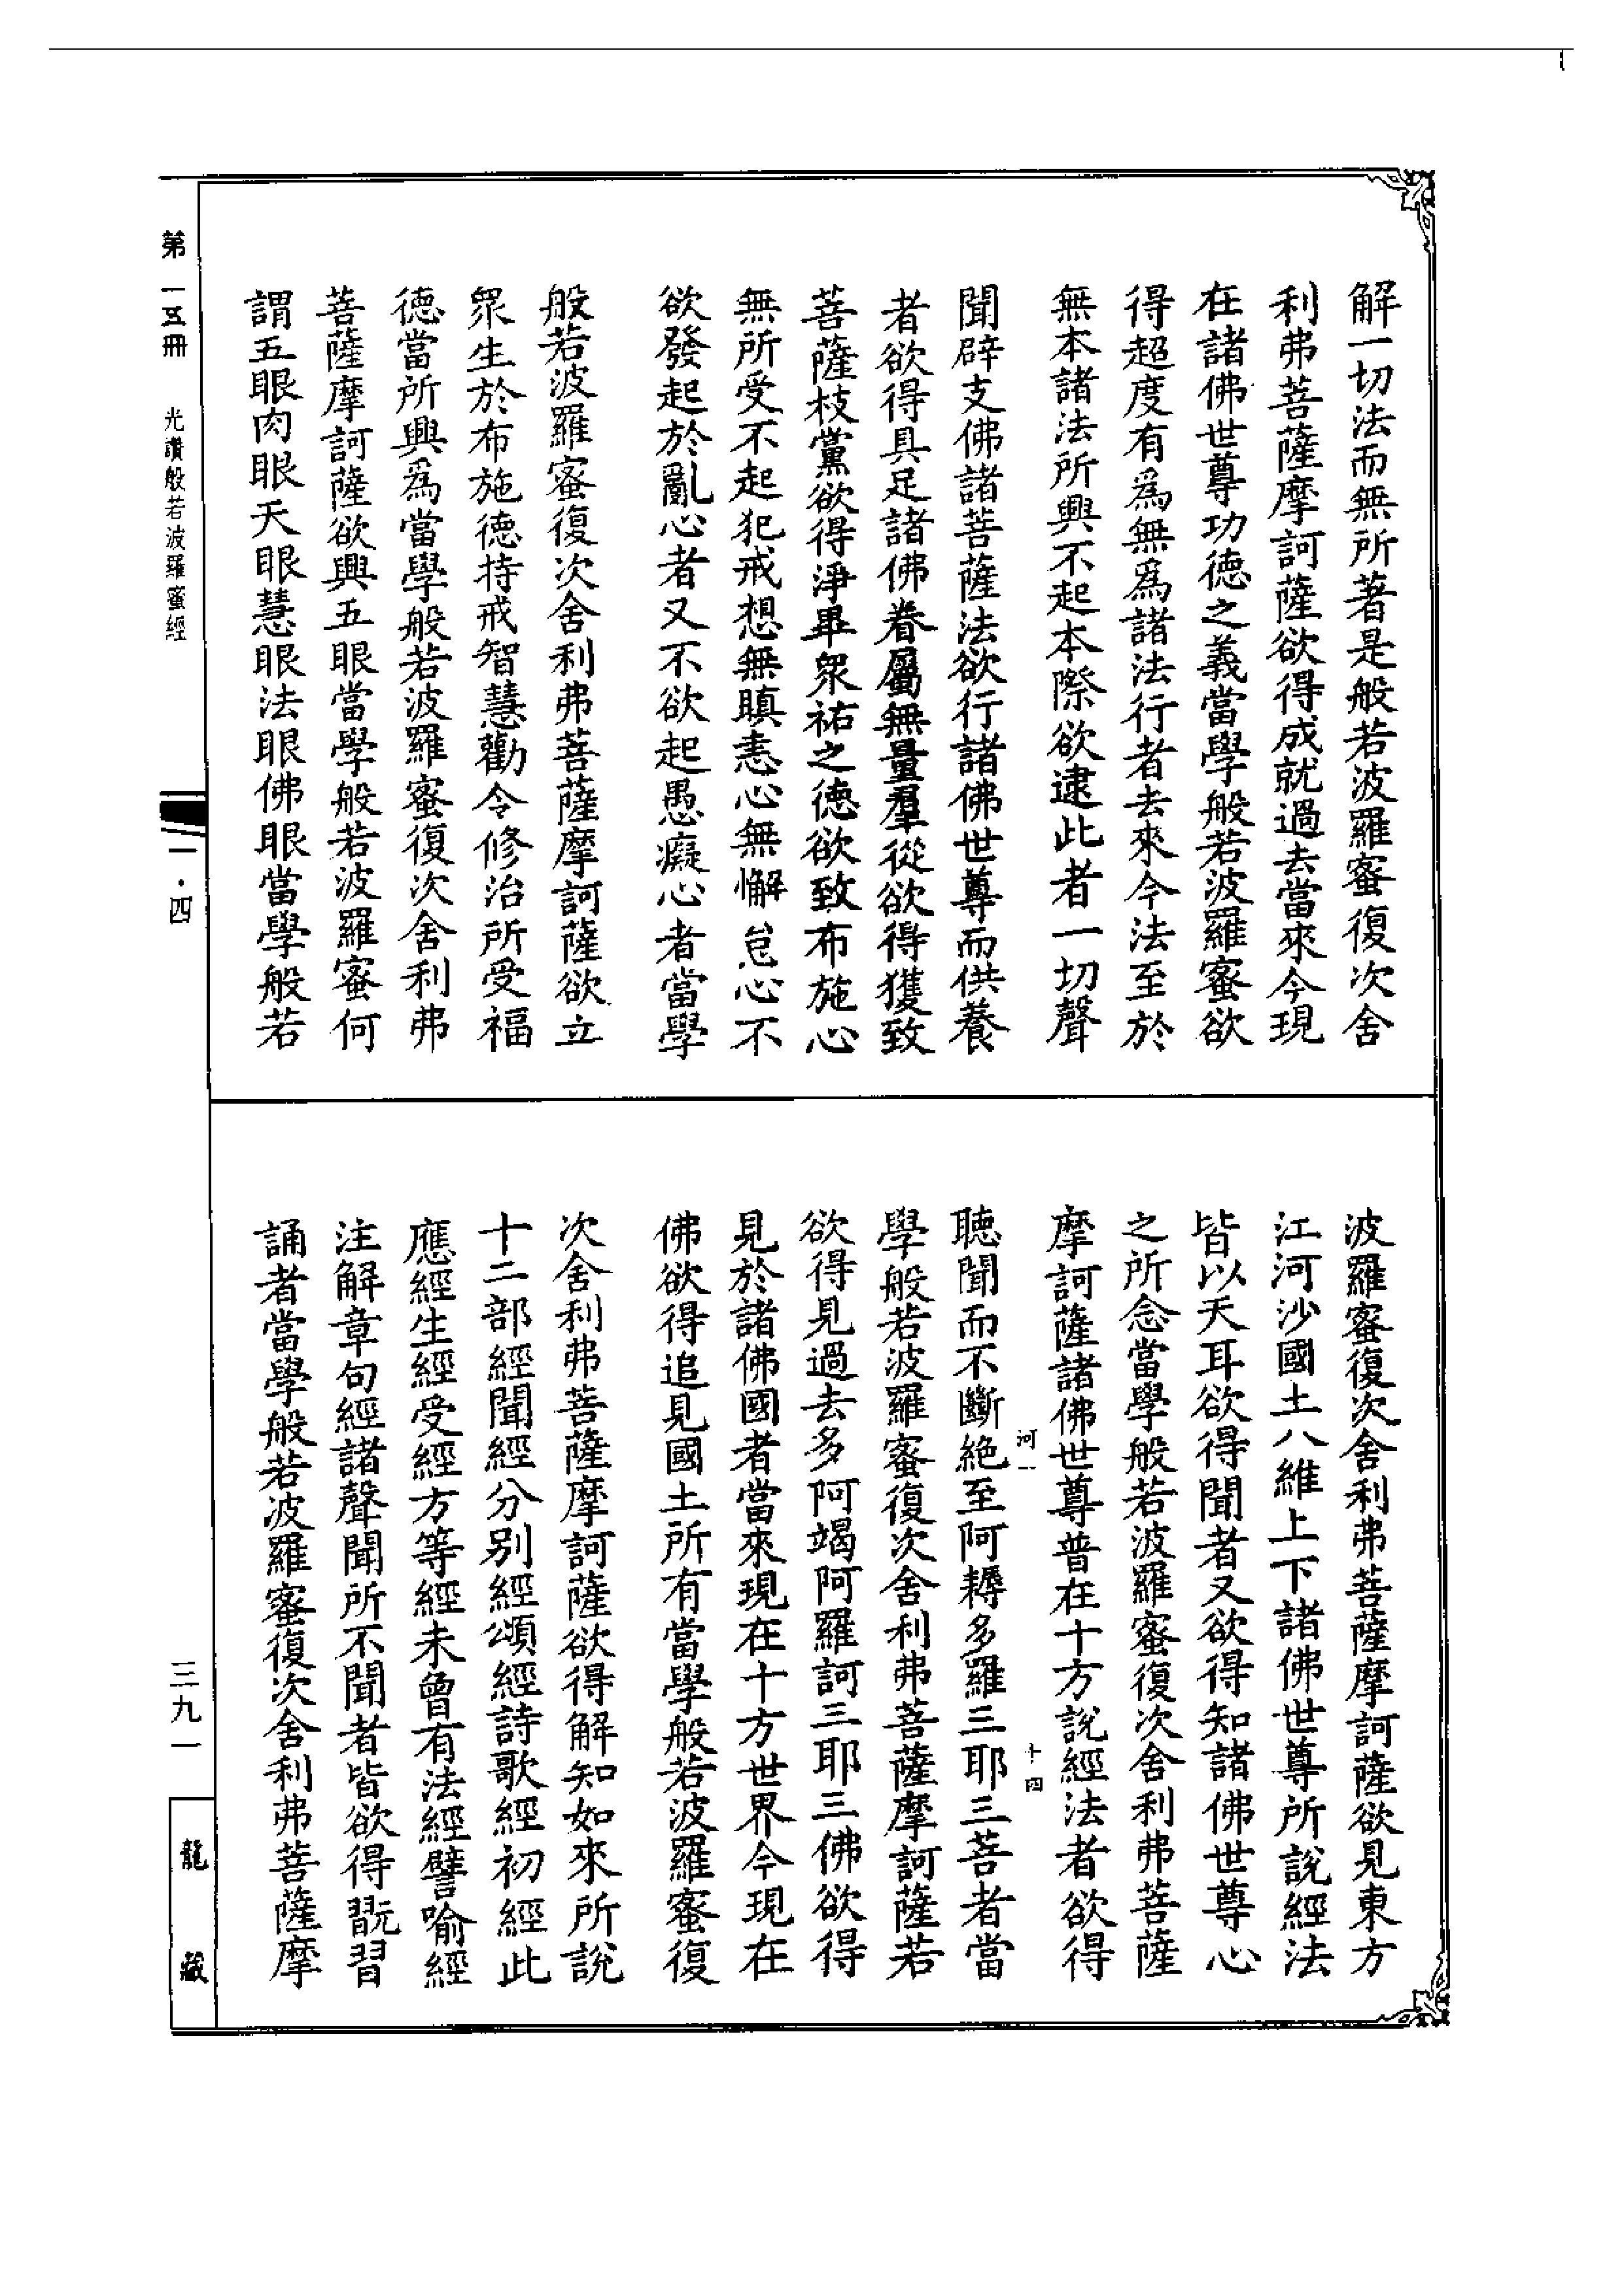 解一切法而無所著是般若波羅蜜復次舍
利弗菩薩摩訶薩欲得成就過去當來今現
在諸佛世尊功德之義當學般若波羅蜜欲
得超度有為無為諸法行者去來今法至於
無本諸法所興不起本際欲逮此者一切聲
聞辟支佛諸菩薩法欲行諸佛世尊而供養
者欲得具足諸佛眷屬無量羣從欲得獲致
菩薩枝黨欲得淨畢眾祐之德欲致布施心
無所受不起犯戒想無瞋恚心無懈怠心不
欲發起於亂心者又不欲起愚癡心者當學
般若波羅蜜復次舍利弗菩薩摩訶薩欲立
眾生於布施德持戒智慧勸令修治所受福
德當所興為當學般若波羅蜜復次舍利弗
菩薩摩訶薩欲興五眼當學般若波羅蜜何
謂五眼肉眼天眼慧眼法眼佛眼當學般若
波羅蜜復次舍利弗菩薩摩訶薩欲見東方
江河沙國土八維上下諸佛世尊所說經法
皆以天耳欲得聞者又欲得知諸佛世尊心
之所念當學般若波羅蜜復次舍利弗菩薩
摩訶薩諸佛世尊普在十方說經法者欲得
河一 十四
聽聞而不斷絶至阿耨多羅三耶三菩者當
學般若波羅蜜復次舍利弗菩薩摩訶薩若
欲得見過去多阿竭阿羅訶三耶三佛欲得
見於諸佛國者當來現在十方世界今現在
佛欲得追見國土所有當學般若波羅蜜復
次舍利弗菩薩摩訶薩欲得解知如來所說
十二部經聞經分別經頌經詩歌經初經此
應經生經受經方等經未曾有法經譬喻經
注解章句經諸聲聞所不聞者皆欲得翫習
誦者當學般若波羅蜜復次舍利弗菩薩摩
第一五冊 光讚般若波羅蜜經
一·四
三九一
龍藏